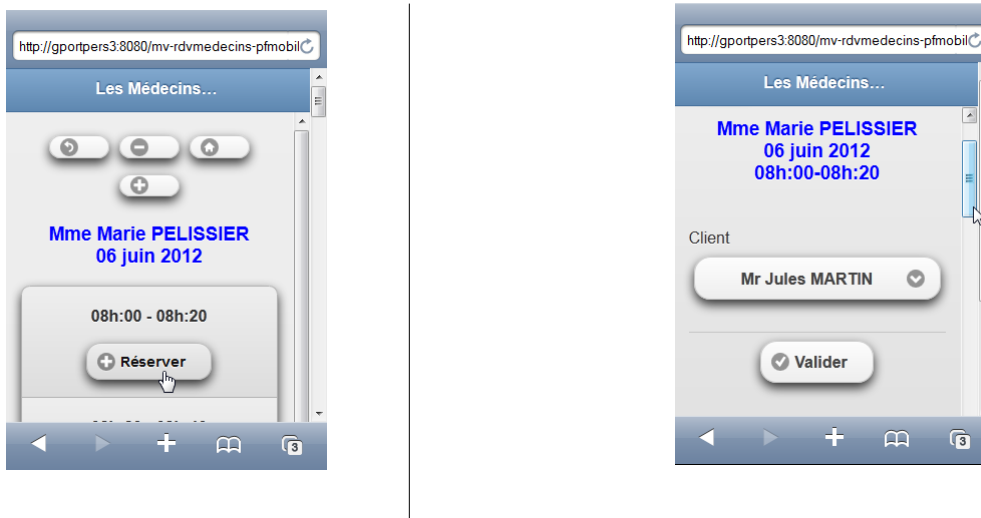 http://gportpers3:8080/mv-rdvmedecins-pfmobil
Les Médecins...
Mme Marie PELISSIER
06 juin 2012
08h:00 - 08h:20
Réserver
3
http://gportpers3:8080/mv-rdvmedecins-pfmobil
Les Médecins...
Mme Marie PELISSIER
06 juin 2012
08h:00-08h:20
Client
Mr Jules MARTIN
Valider
3